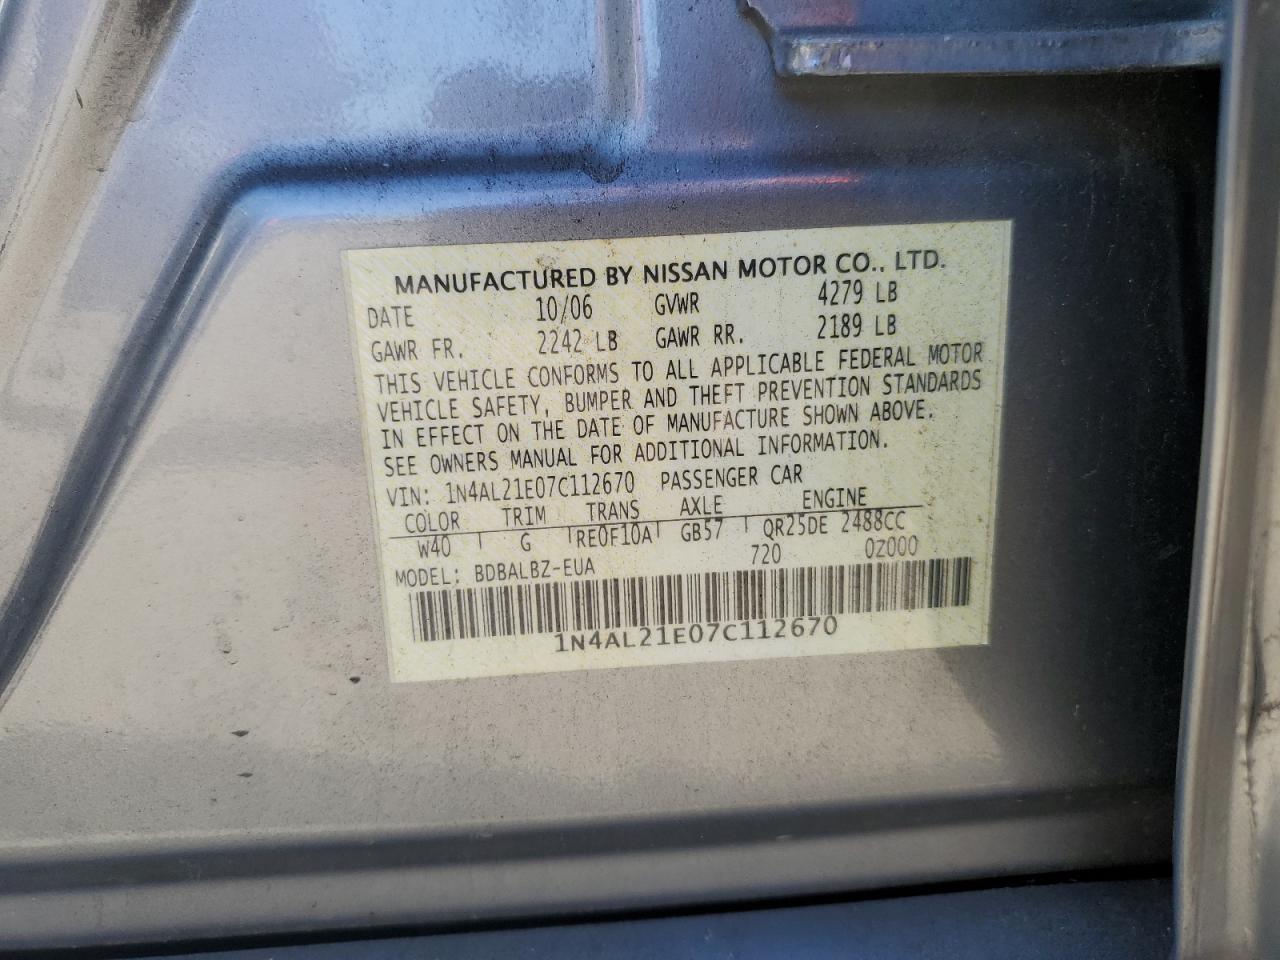 MANUFACTURED BY NISSAN MOTOR CO., LTD.
DATE 10/06 GVWR 4279 LB
GAWR FR. 2242 LB GAWR RR. 2189 LB
THIS VEHICLE CONFORMS TO ALL APPLICABLE FEDERAL MOTOR
VEHICLE SAFETY, BUMPER AND THEFT PREVENTION STANDARDS
IN EFFECT ON THE DATE OF MANUFACTURE SHOWN ABOVE.
SEE OWNERS MANUAL FOR ADDITIONAL INFORMATION.
VIN: 1N4AL21E07C112670 PASSENGER CAR
COLOR TRIM TRANS AXLE ENGINE
W40 G RE0F10A GB57 QR25DE 2488CC
MODEL: BDBALBZ-EUA 720 0Z000
1N4AL21E07C112670